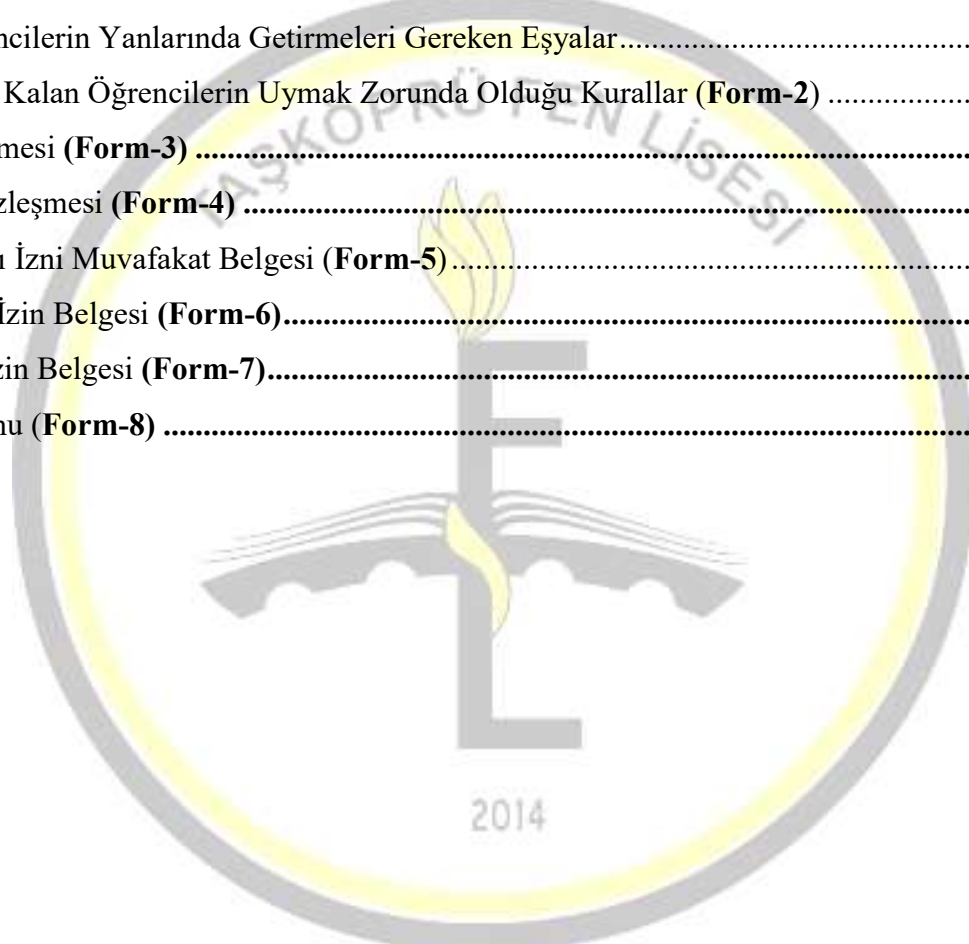 ncilerin Yanlarında Getirmeleri Gereken Eşyalar..........................................
Kalan Öğrencilerin Uymak Zorunda Olduğu Kurallar (Form-2) ................
mesi (Form-3) ...............................................................................................
zleşmesi (Form-4) .........................................................................................
İzni Muvafakat Belgesi (Form-5)...............................................................
İzin Belgesi (Form-6)....................................................................................
zin Belgesi (Form-7)......................................................................................
nu (Form-8) ...................................................................................................
TAŞKÖPRÜ FEN LİSESİ
2014